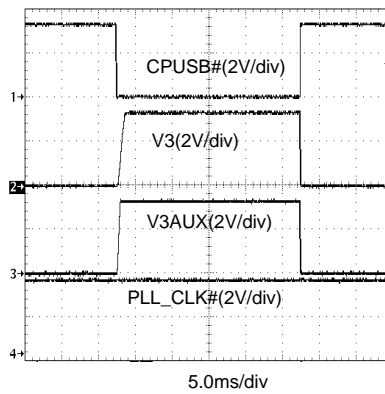 CPUSB#(2V/div)
1
V3(2V/div)
2
V3AUX(2V/div)
3
PLL_CLK#(2V/div)
4
5.0ms/div